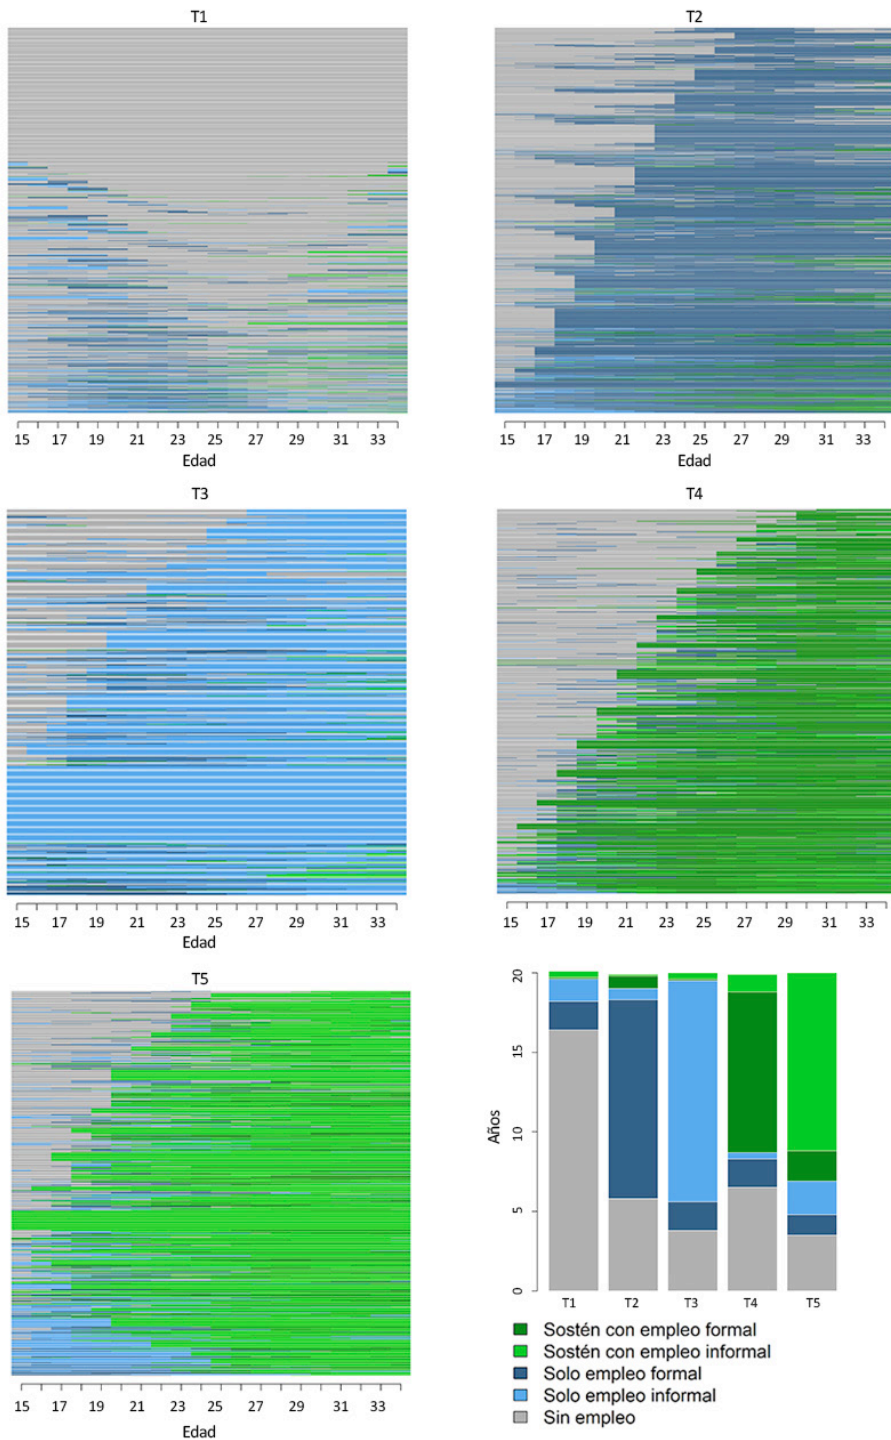 T1
15 17 19 21 23 25 27 29 31 33
Edad
T2
15 17 19 21 23 25 27 29 31 33
Edad
T3
15 17 19 21 23 25 27 29 31 33
Edad
T4
15 17 19 21 23 25 27 29 31 33
Edad
T5
15 17 19 21 23 25 27 29 31 33
Edad
20
15
10
5
0
Años
T1 T2 T3 T4 T5
Sostén con empleo formal
Sostén con empleo informal
Solo empleo formal
Solo empleo informal
Sin empleo